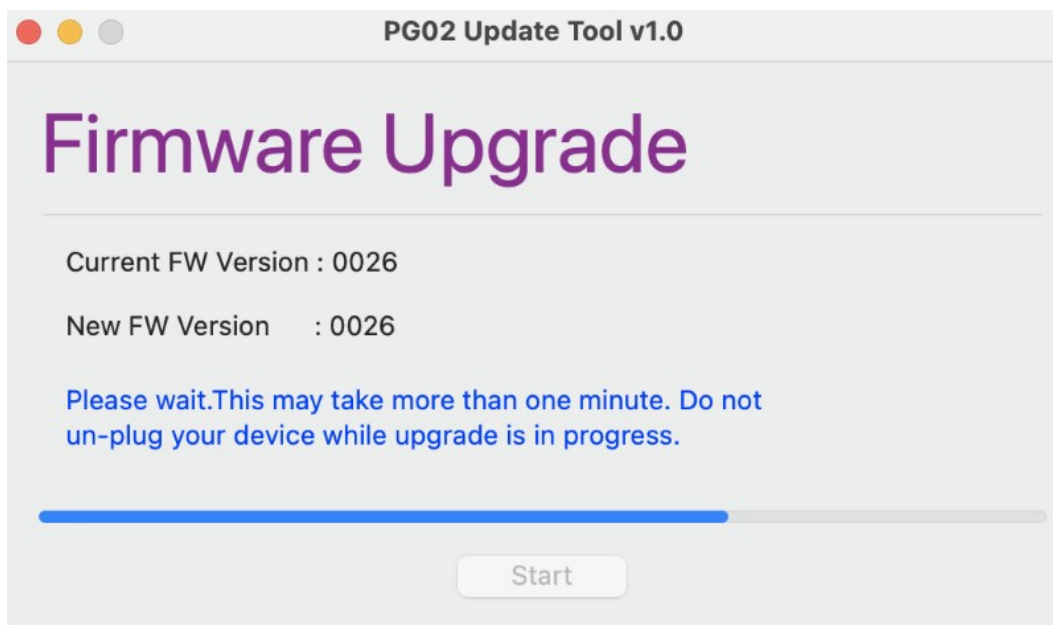 PG02 Update Tool v1.0
Firmware Upgrade
Current FW Version : 0026
New FW Version : 0026
Please wait.This may take more than one minute. Do not
un-plug your device while upgrade is in progress.
Start